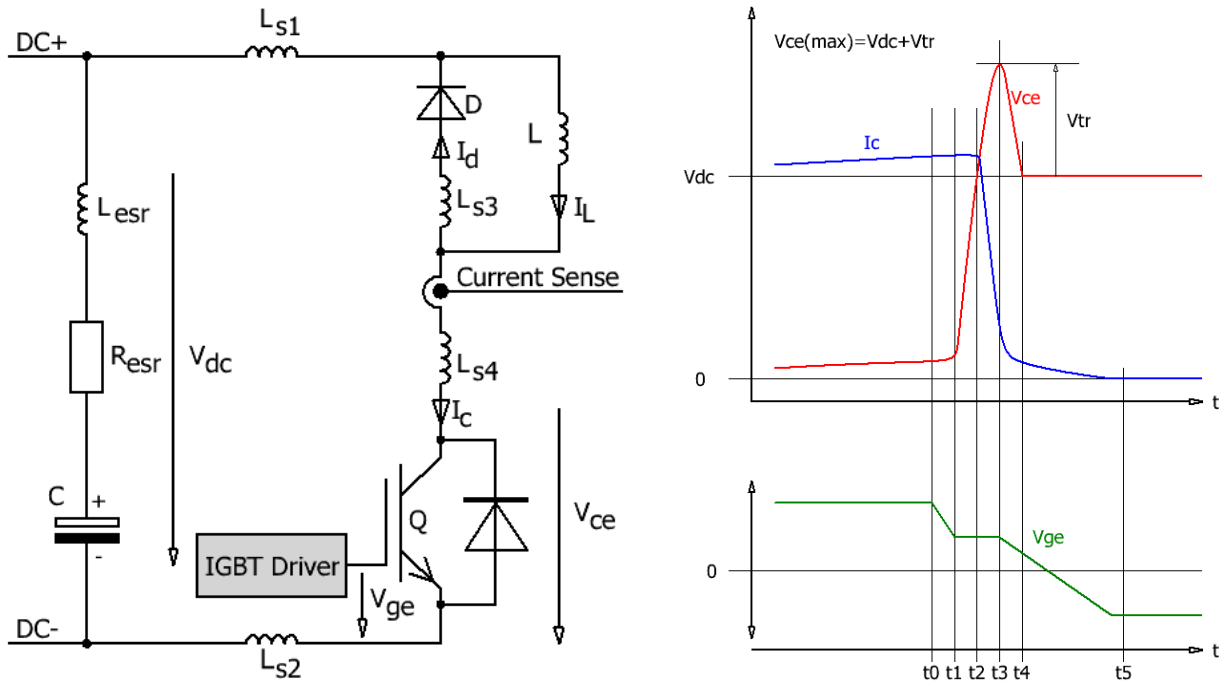 DC+
Ls1
D
L
Id
Lesr
Ls3
IL
Current Sense
Resr
Vdc
Ls4
Ic
C
+
-
Q
Vce
IGBT Driver
Vge
DC-
Ls2
Vce(max)=Vdc+Vtr
Vce
Vtr
Ic
Vdc
0
t
Vge
0
t
t0 t1 t2 t3 t4 t5